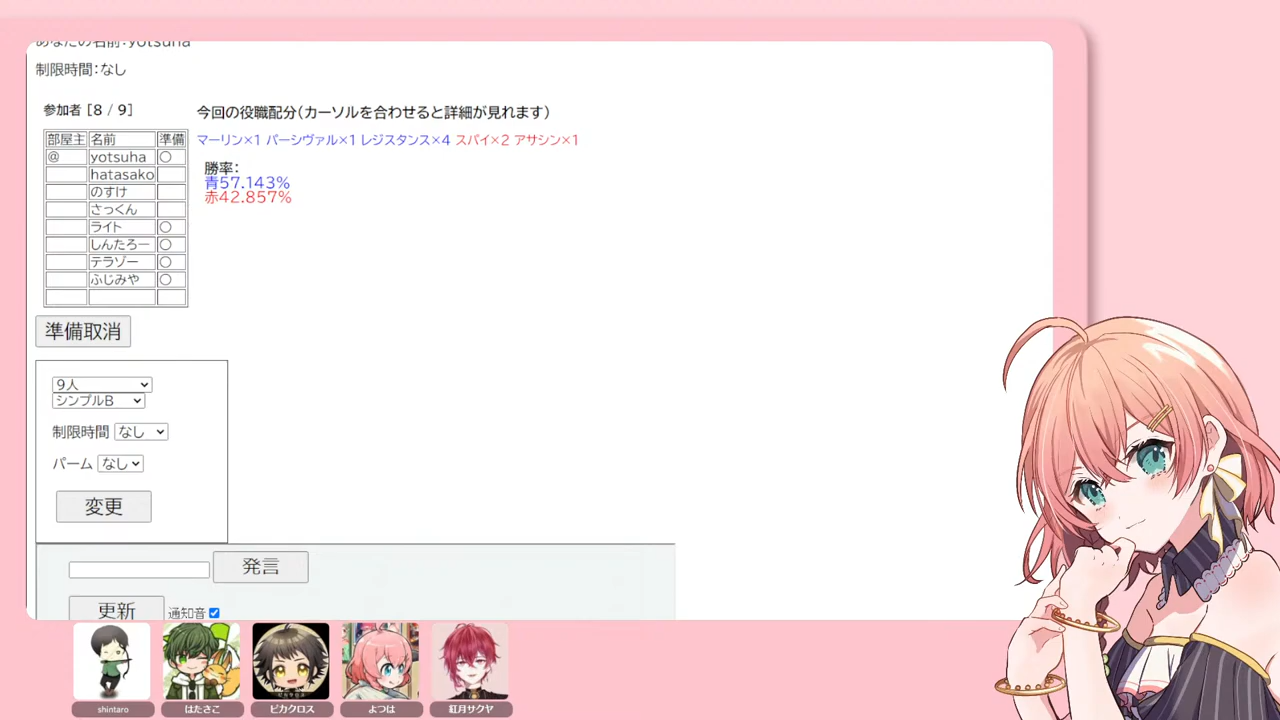 あなたの名前:yotsuha
制限時間:なし
参加者 [8 / 9]
今回の役職配分(カーソルを合わせると詳細が見れます)
マーリン×1 パーシヴァル×1 レジスタンス×4 スパイ×2 アサシン×1
勝率:
青57.143%
赤42.857%
部屋主 名前 準備
@ yotsuha ○
hatasako
のすけ
さっくん
ライト ○
しんたろー ○
テラゾー ○
ふじみや ○
準備取消
9人
シンプルB
制限時間 なし
パーム なし
変更
発言
更新 通知音
shintaro はたさこ ピカクロス よつは 紅月サクヤ